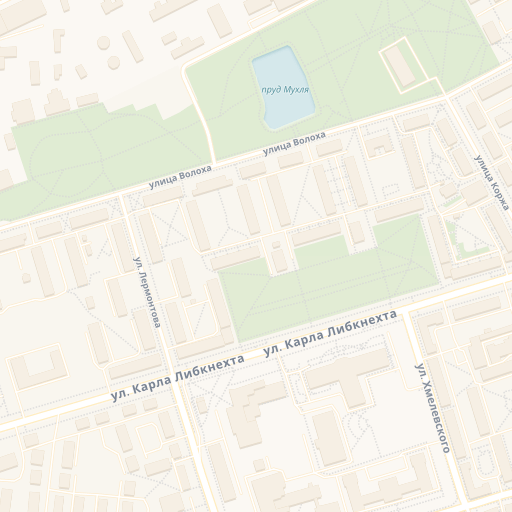 пруд Мухля
улица Волоха
улица Волоха
улица Коржа
ул. Лермонтова
ул. Карла Либкнехта
ул. Карла Либкнехта
ул. Хмелевского